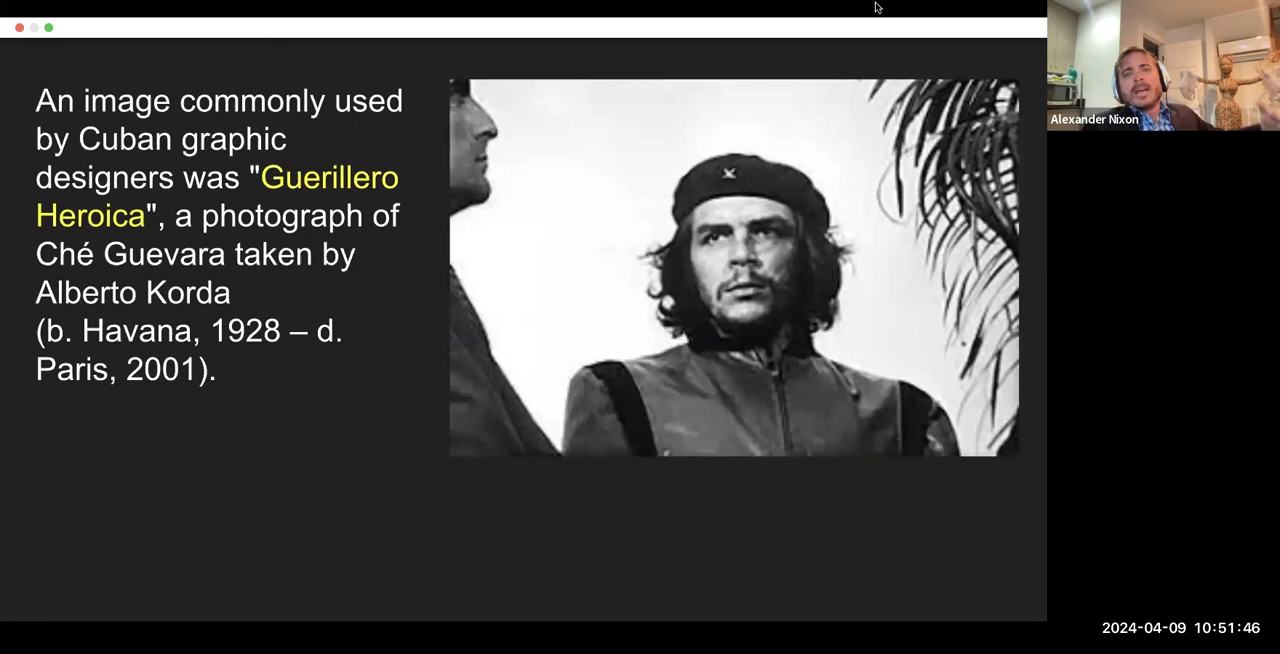 An image commonly used
by Cuban graphic
designers was "Guerillero
Heroica", a photograph of
Ché Guevara taken by
Alberto Korda
(b. Havana, 1928 – d.
Paris, 2001).
Alexander Nixon
2024-04-09 10:51:46